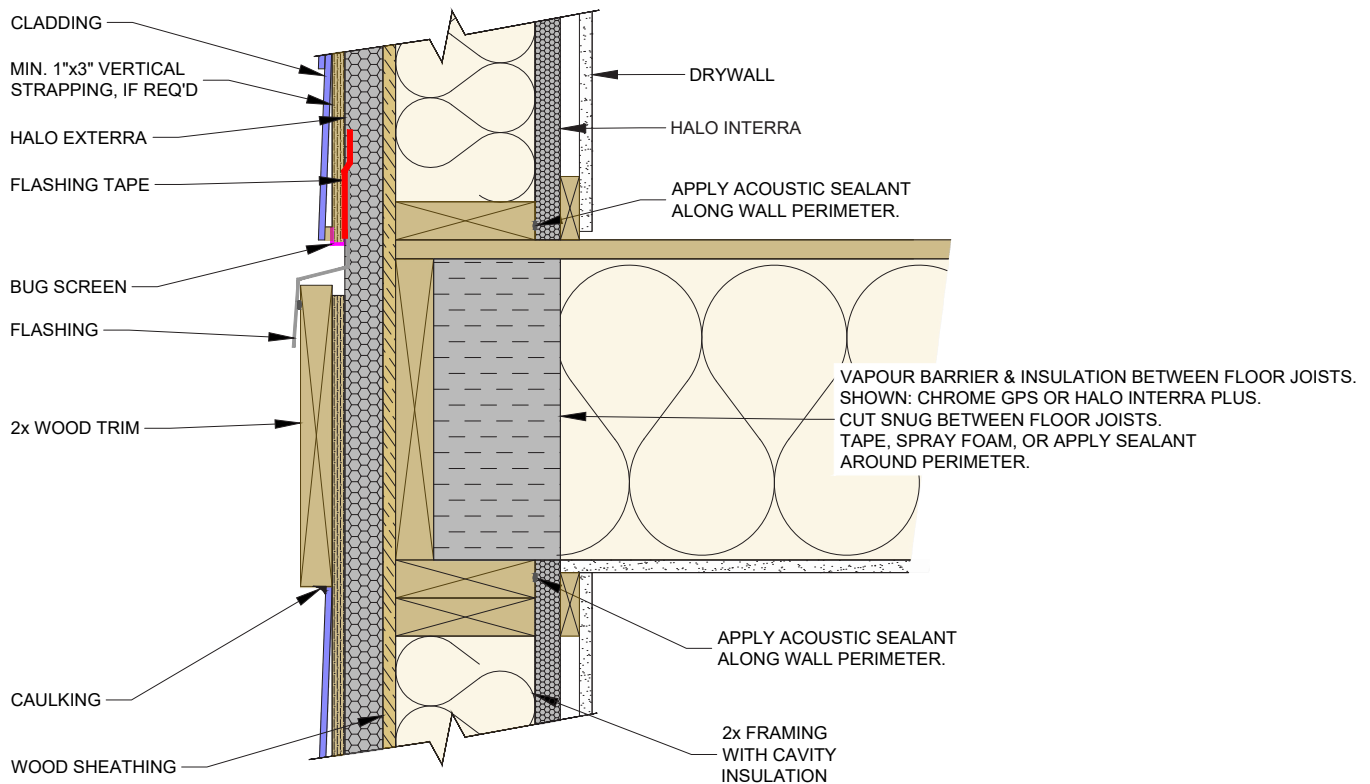 CLADDING
MIN. 1"x3" VERTICAL
STRAPPING, IF REQ'D
HALO EXTERRA
FLASHING TAPE
BUG SCREEN
FLASHING
2x WOOD TRIM
CAULKING
WOOD SHEATHING
DRYWALL
HALO INTERRA
APPLY ACOUSTIC SEALANT
ALONG WALL PERIMETER.
VAPOUR BARRIER & INSULATION BETWEEN FLOOR JOISTS.
SHOWN: CHROME GPS OR HALO INTERRA PLUS.
CUT SNUG BETWEEN FLOOR JOISTS.
TAPE, SPRAY FOAM, OR APPLY SEALANT
AROUND PERIMETER.
APPLY ACOUSTIC SEALANT
ALONG WALL PERIMETER.
2x FRAMING
WITH CAVITY
INSULATION